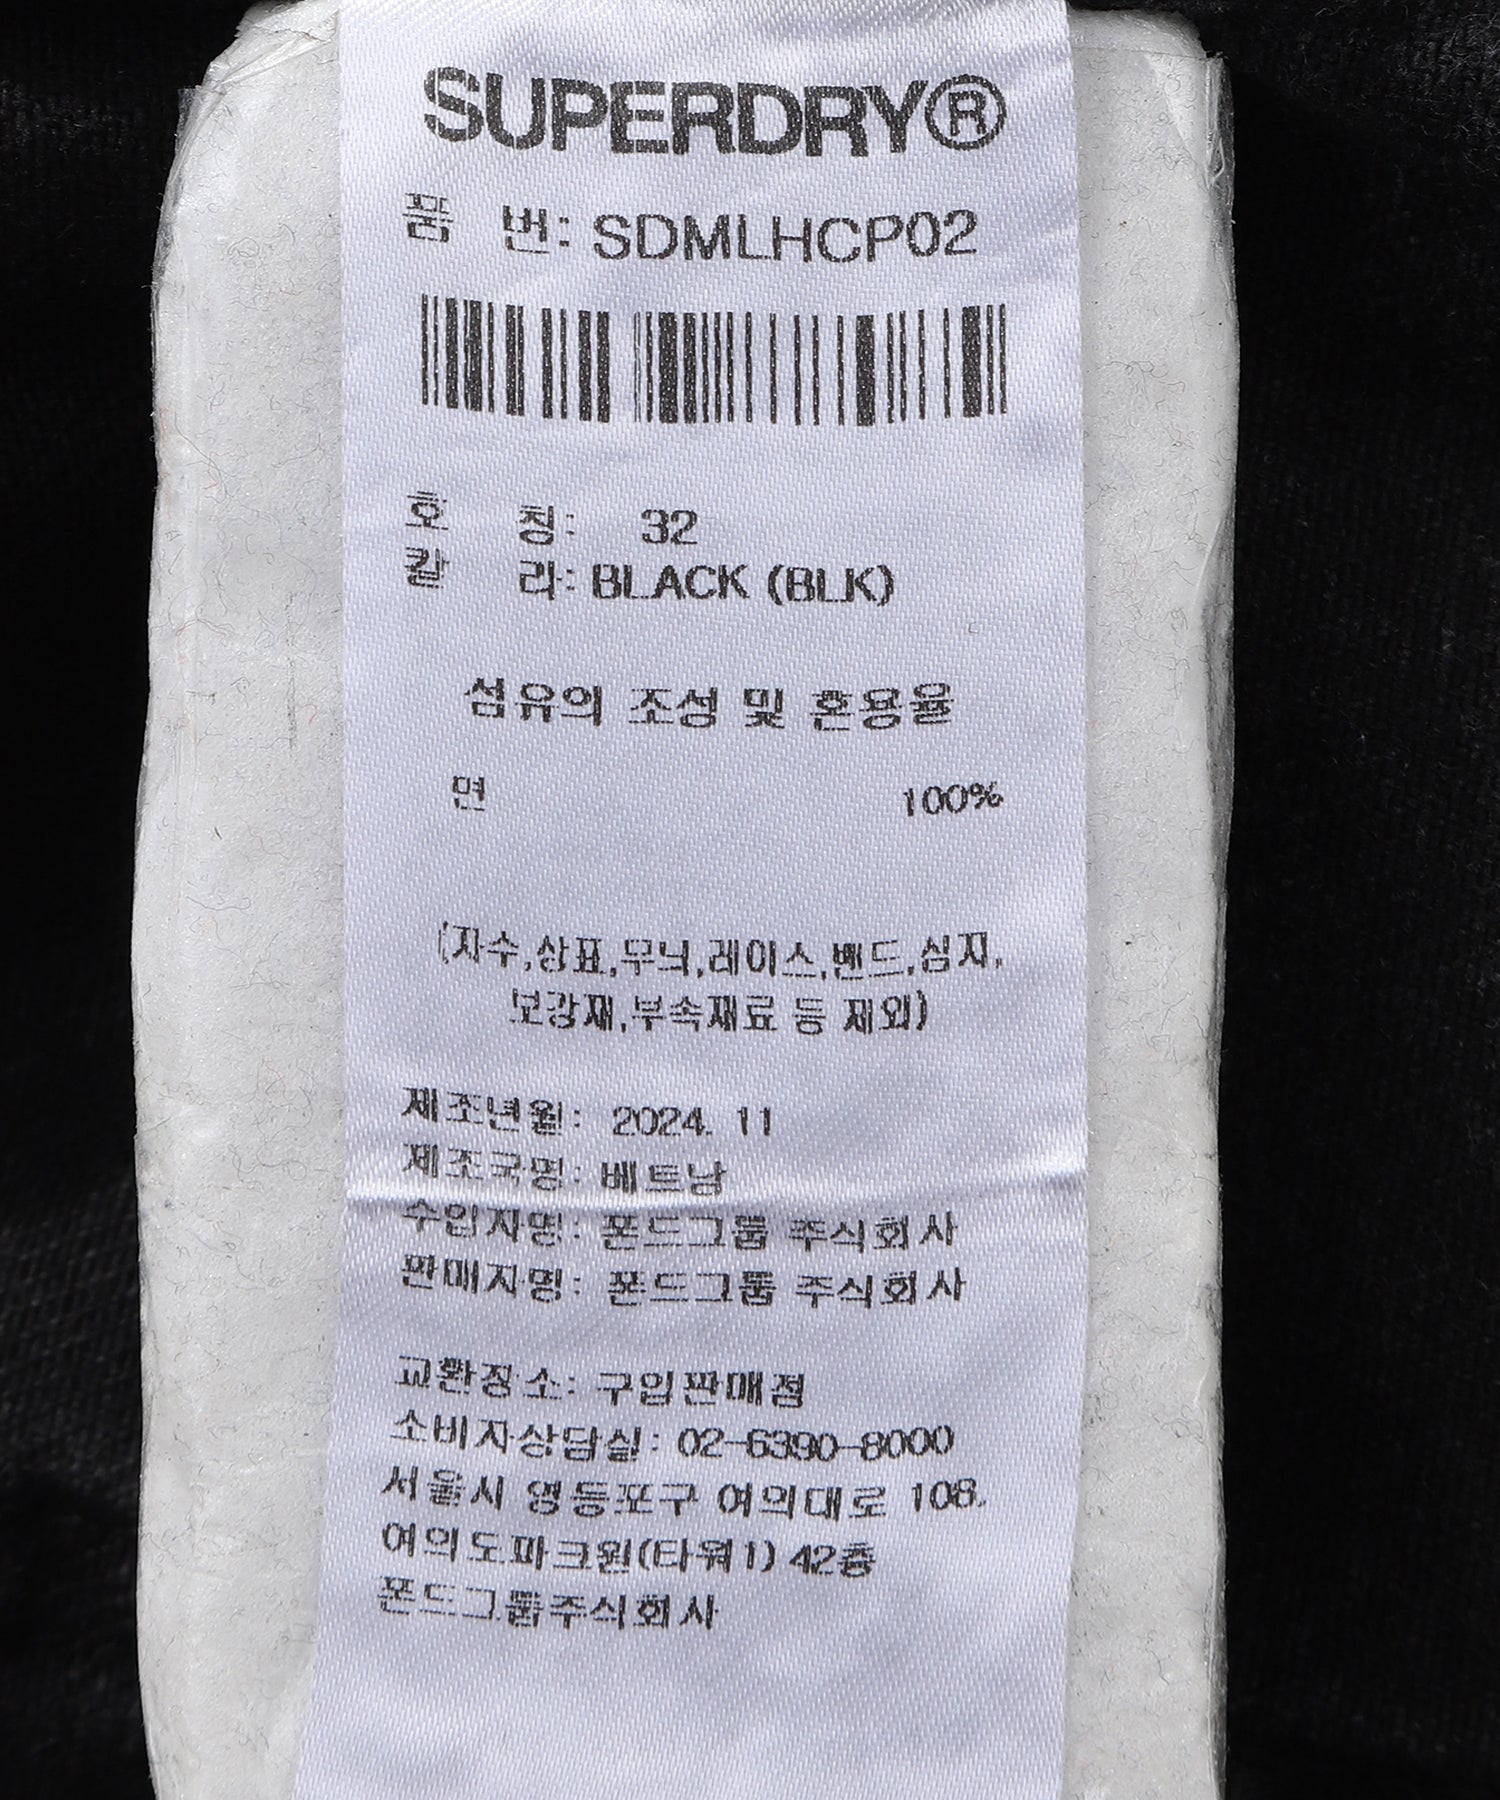 SUPERDRY®
품 번: SDMLHCP02
호 칭: 32
칼 라: BLACK (BLK)
섬유의 조성 및 혼용율
면 100%
(자수,상표,무늬,레이스,밴드,심지,
보강재,부속재료 등 제외)
제조년월: 2024. 11
제조국명: 베트남
수입자명: 폰드그룹 주식회사
판매자명: 폰드그룹 주식회사
교환장소: 구입판매점
소비자상담실: 02-6390-8000
서울시 영등포구 여의대로 108,
여의도파크원(타워1) 42층
폰드그룹주식회사